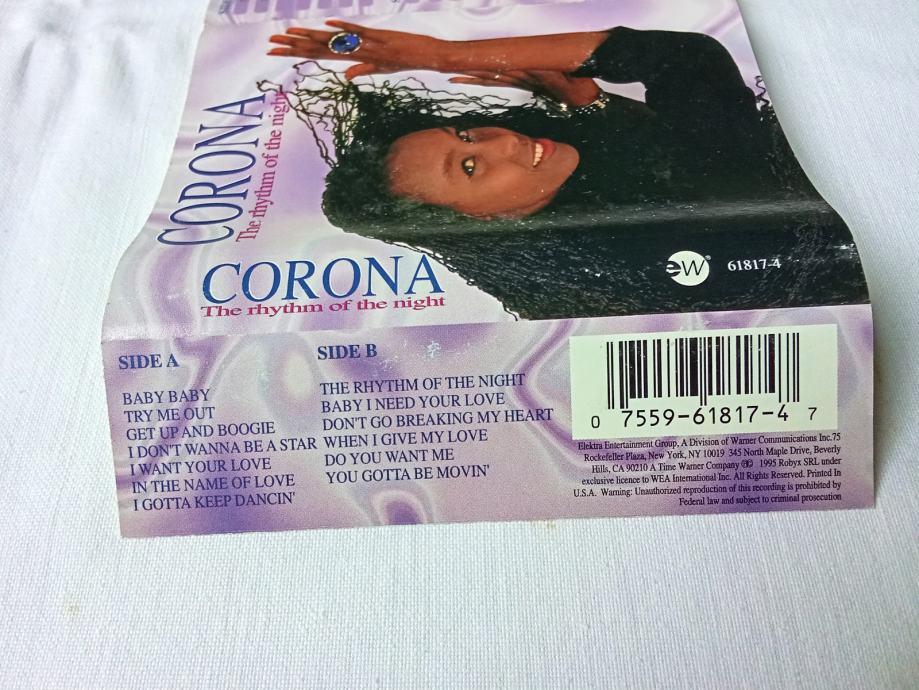 CORONA
The rhythm of the night
CORONA
The rhythm of the night
eW® 61817-4
SIDE A
BABY BABY
TRY ME OUT
GET UP AND BOOGIE
I DON'T WANNA BE A STAR
I WANT YOUR LOVE
IN THE NAME OF LOVE
I GOTTA KEEP DANCIN'
SIDE B
THE RHYTHM OF THE NIGHT
BABY I NEED YOUR LOVE
DON'T GO BREAKING MY HEART
WHEN I GIVE MY LOVE
DO YOU WANT ME
YOU GOTTA BE MOVIN'
0 7559-61817-4 7
Elektra Entertainment Group, A Division of Warner Communications Inc.75
Rockefeller Plaza, New York, NY 10019 345 North Maple Drive, Beverly
Hills, CA 90210 A Time Warner Company ℗© 1995 Robyx SRL under
exclusive licence to WEA International Inc. All Rights Reserved. Printed In
U.S.A. Warning: Unauthorized reproduction of this recording is prohibited by
Federal law and subject to criminal prosecution